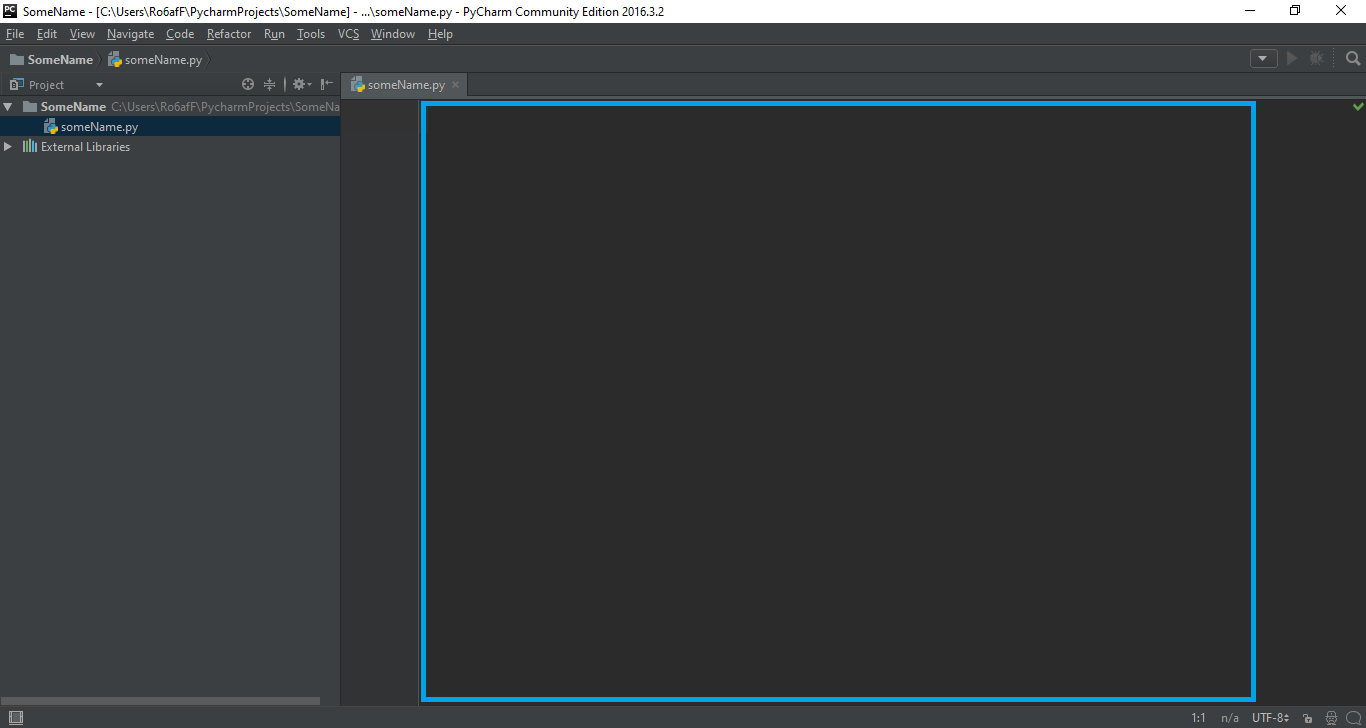 PC SomeName - [C:\Users\Ro6afF\PycharmProjects\SomeName] - ...\someName.py - PyCharm Community Edition 2016.3.2
File Edit View Navigate Code Refactor Run Tools VCS Window Help
SomeName someName.py
Project someName.py
SomeName C:\Users\Ro6afF\PycharmProjects\SomeNa
someName.py
External Libraries
1:1 n/a UTF-8